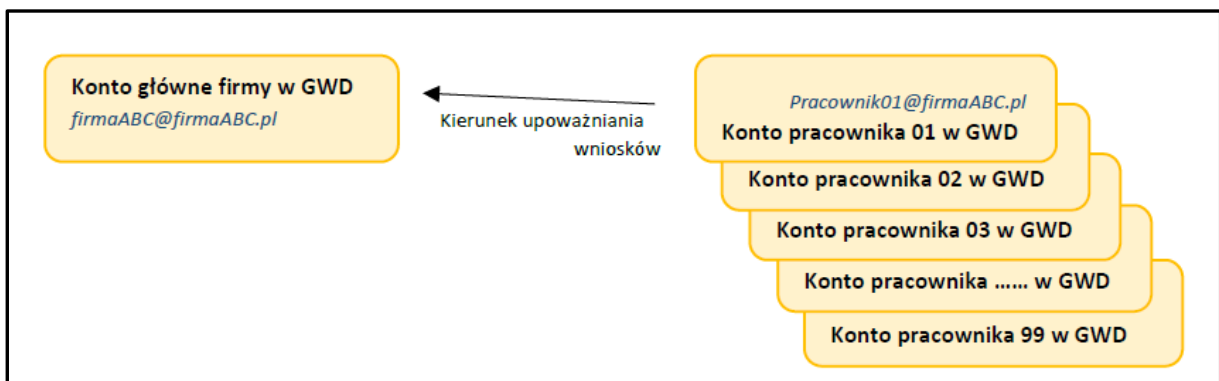 Konto główne firmy w GWD
firmaABC@firmaABC.pl
Kierunek upoważniania
wniosków
Pracownik01@firmaABC.pl
Konto pracownika 01 w GWD
Konto pracownika 02 w GWD
Konto pracownika 03 w GWD
Konto pracownika ...... w GWD
Konto pracownika 99 w GWD